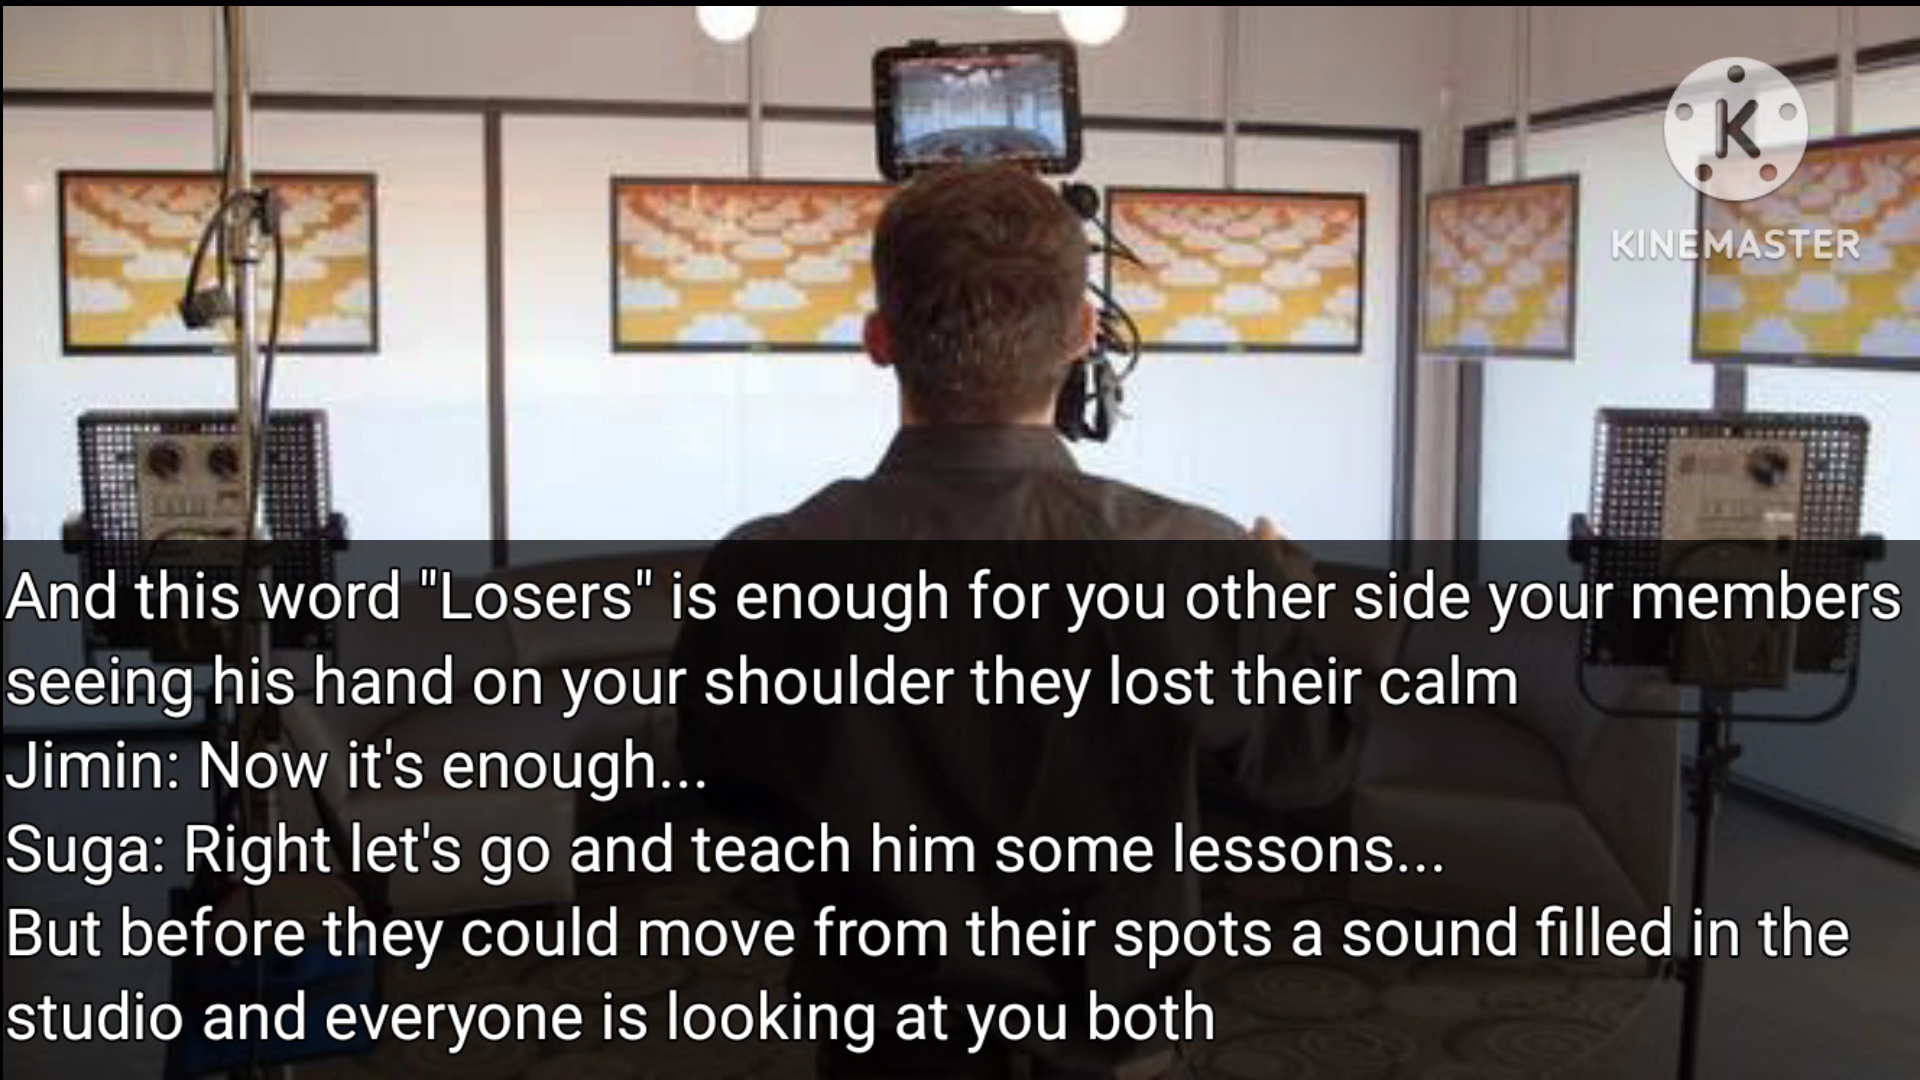 K
KINEMASTER
And this word "Losers" is enough for you other side your members
seeing his hand on your shoulder they lost their calm
Jimin: Now it's enough...
Suga: Right let's go and teach him some lessons...
But before they could move from their spots a sound filled in the
studio and everyone is looking at you both